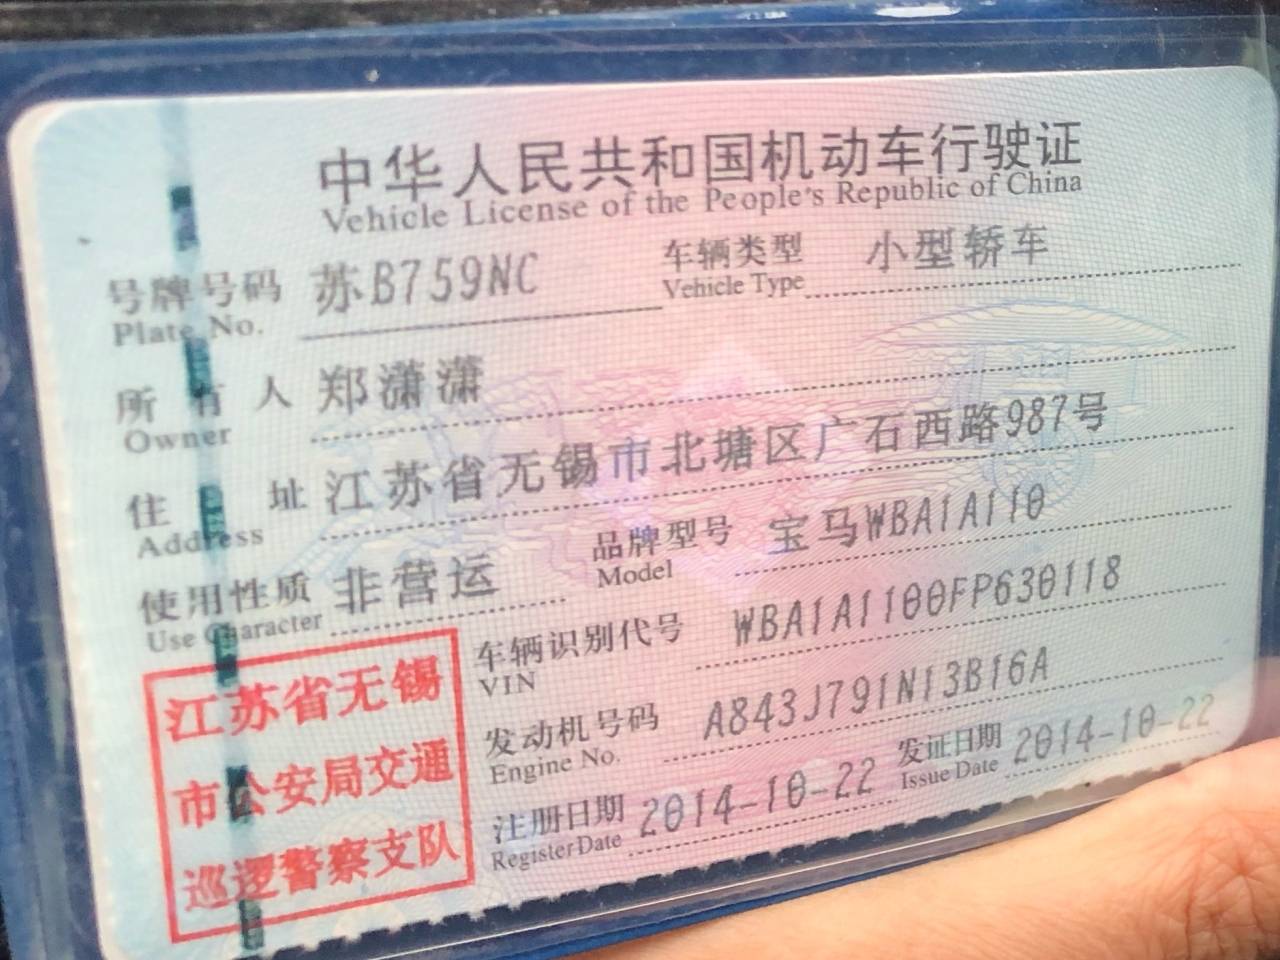 中华人民共和国机动车行驶证
Vehicle License of the People's Republic of China
号牌号码 苏B759NC 车辆类型 小型轿车
Plate No. Vehicle Type
所有人 郑潇潇
Owner
住址 江苏省无锡市北塘区广石西路987号
Address
使用性质 非营运 品牌型号 宝马WBA1A110
Use Character Model
车辆识别代号 WBA1A1100FP630118
VIN
发动机号码 A843J791N13B16A
Engine No.
注册日期 2014-10-22 发证日期 2014-10-22
Register Date Issue Date
江苏省无锡
市公安局交通
巡逻警察支队